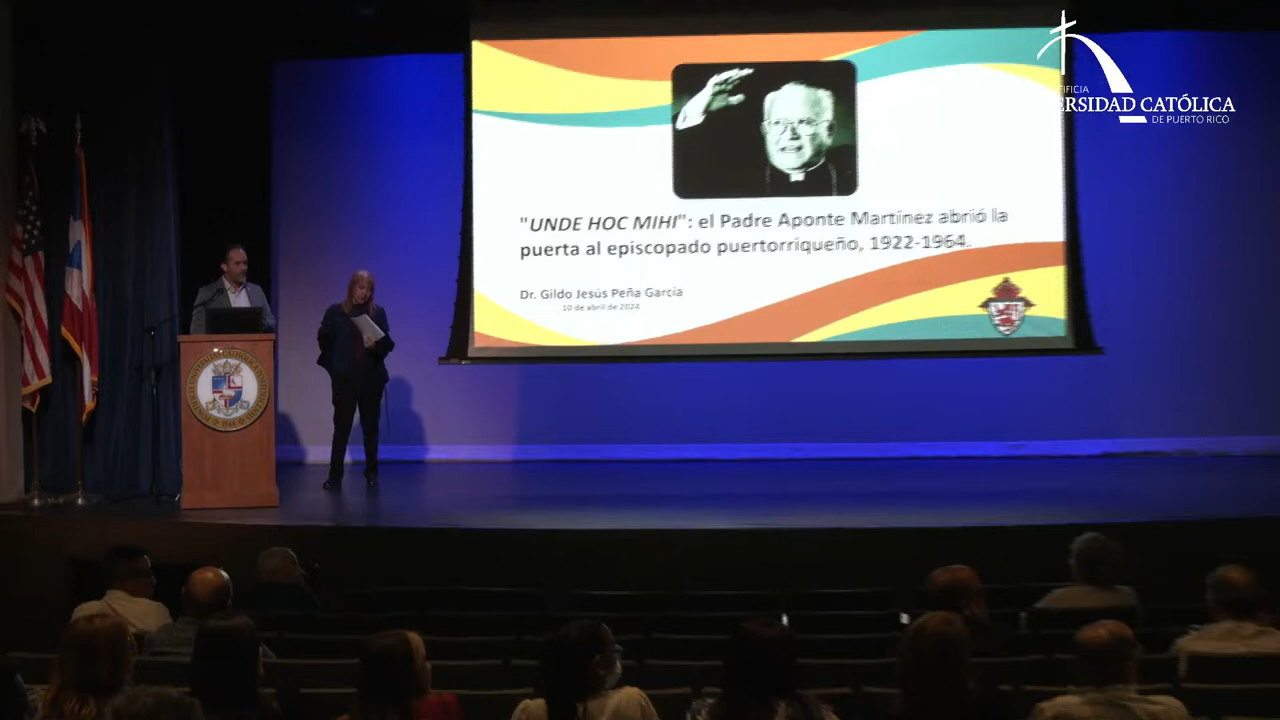 ERSIDAD CATÓLICA
DE PUERTO RICO
"UNDE HOC MIHI": el Padre Aponte Martínez abrió la
puerta al episcopado puertorriqueño, 1922-1964.
Dr. Gildo Jesús Peña García
10 de abril de 2024